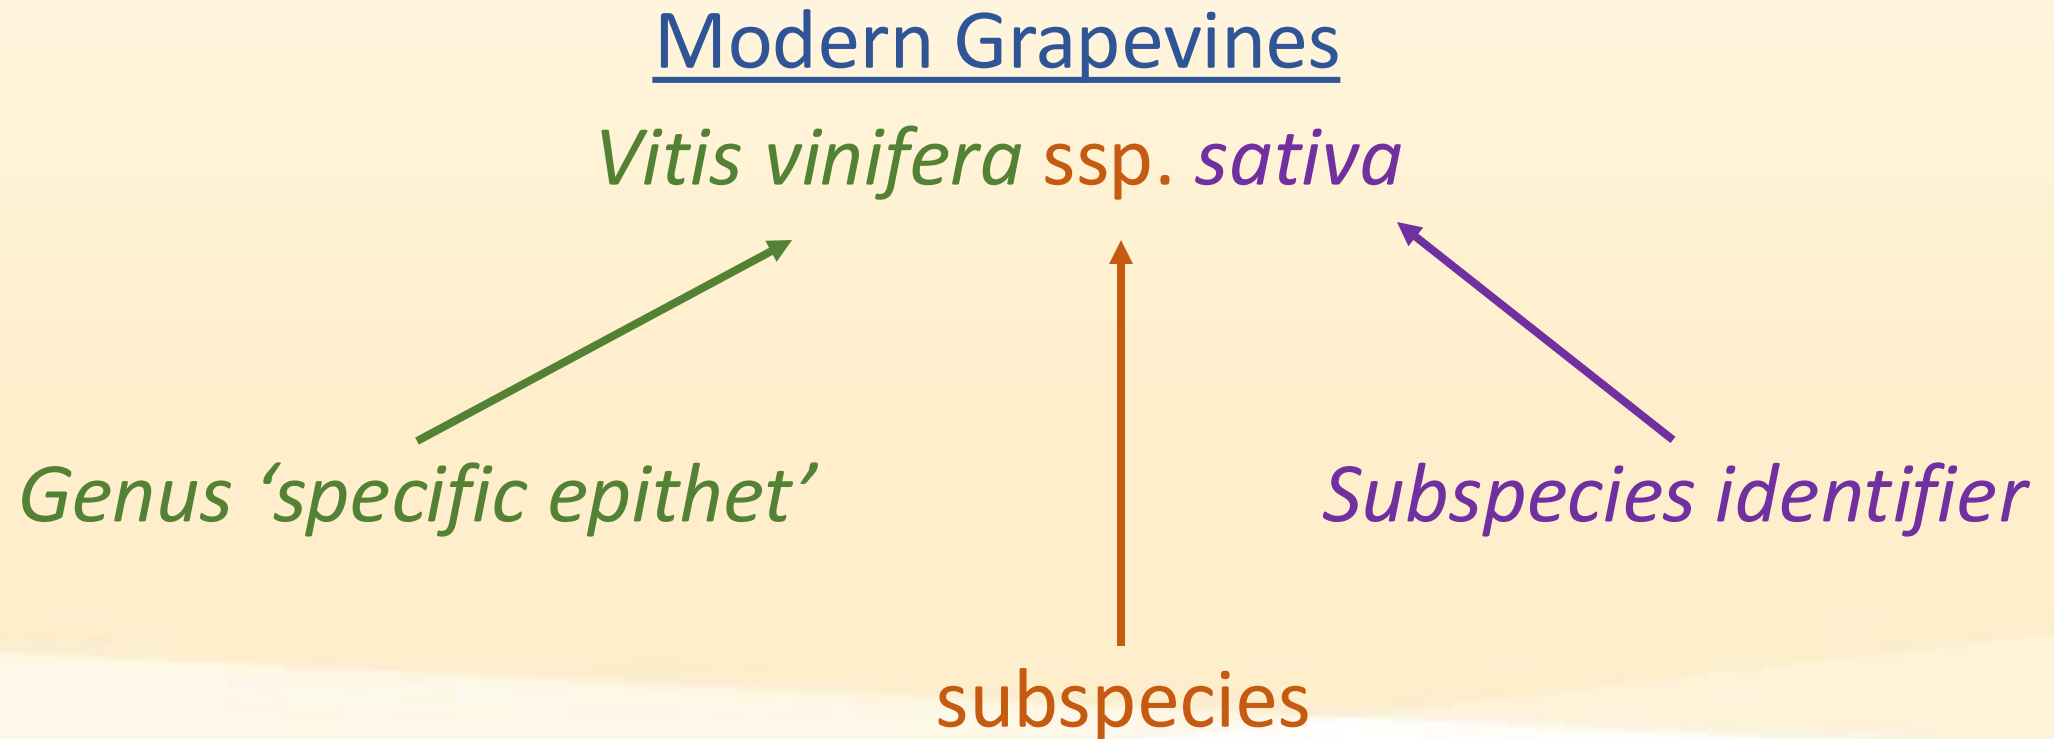 Modern Grapevines
Vitis vinifera ssp. sativa
Genus ‘specific epithet’
Subspecies identifier
subspecies